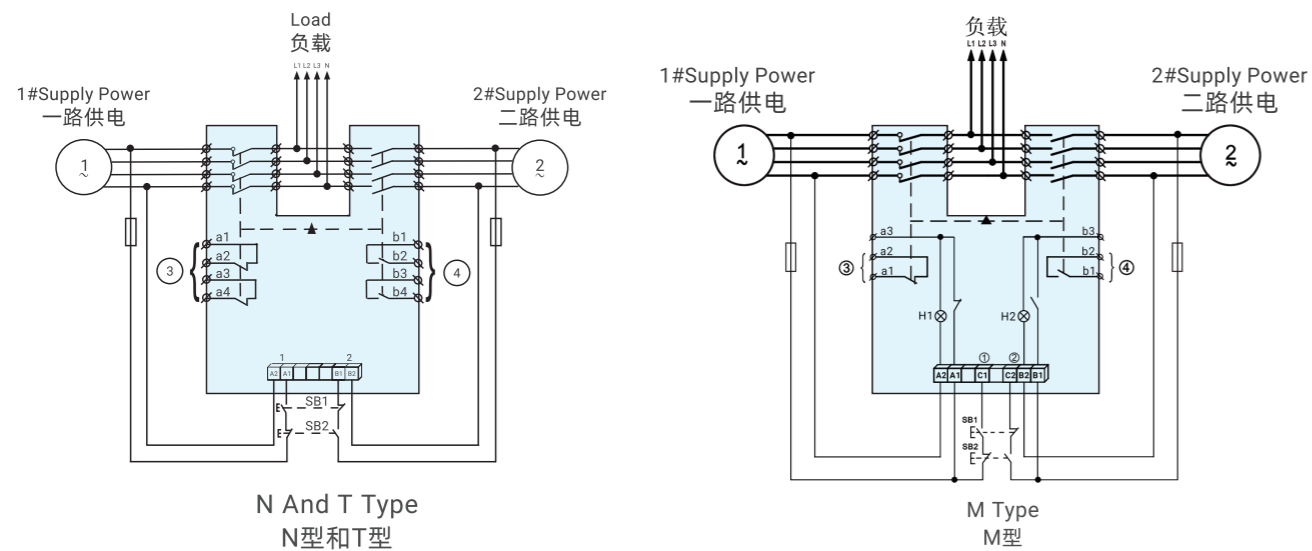 Load
负载
L1 L2 L3 N
1#Supply Power
一路供电
2#Supply Power
二路供电
1
~
2
~
a1
a2
a3
a4
③
b1
b2
b3
b4
④
1
2
A2 A1 B1 B2
SB1
SB2
N And T Type
N型和T型
负载
L1 L2 L3 N
1#Supply Power
一路供电
2#Supply Power
二路供电
1
~
2
~
a3
a2
a1
③
b3
b2
b1
④
H1
H2
①
②
A2 A1 C1 C2 B2 B1
SB1
SB2
M Type
M型